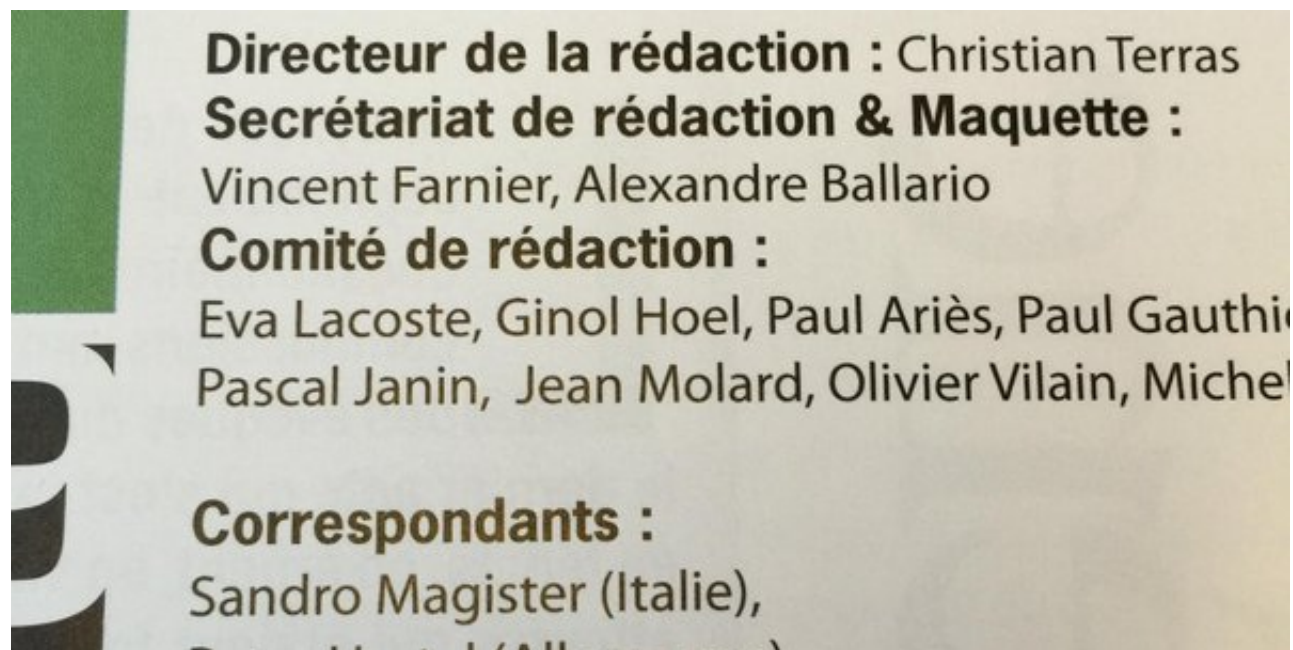 Directeur de la rédaction : Christian Terras
Secrétariat de rédaction & Maquette :
Vincent Farnier, Alexandre Ballario
Comité de rédaction :
Eva Lacoste, Ginol Hoel, Paul Ariès, Paul
Pascal Janin, Jean Molard, Olivier Vilain,
Correspondants :
Sandro Magister (Italie),